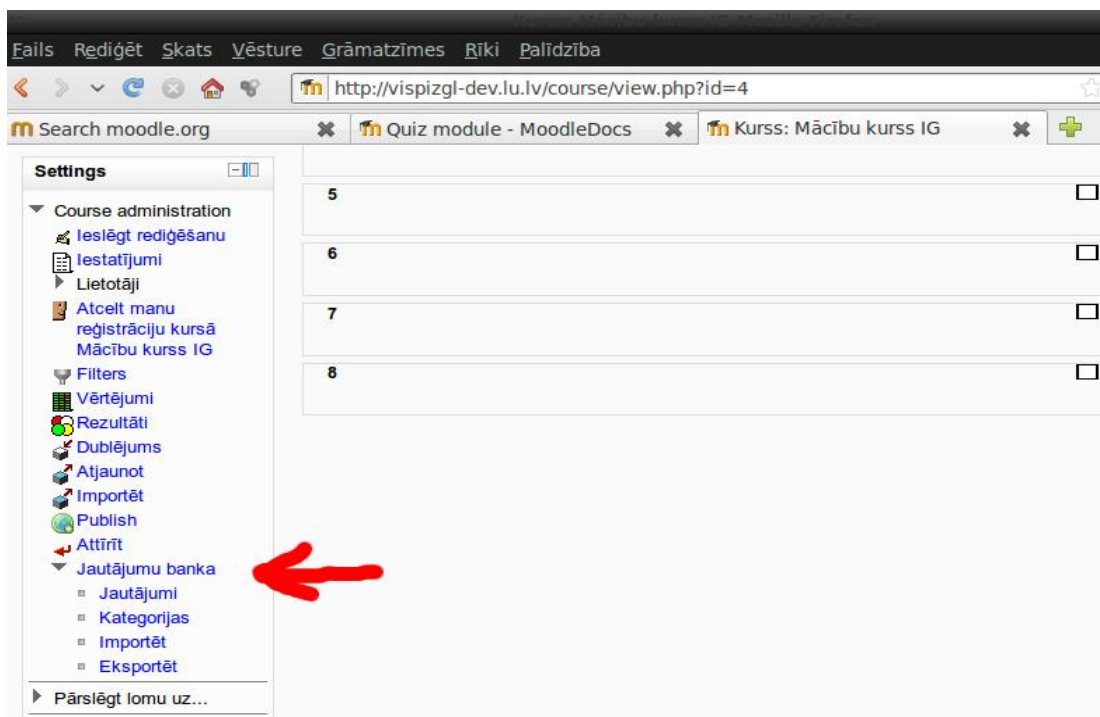 Fails Rediģēt Skats Vēsture Grāmatzīmes Rīki Palīdzība
http://vispizgl-dev.lu.lv/course/view.php?id=4
Search moodle.org Quiz module - MoodleDocs Kurss: Mācību kurss IG
Settings
Course administration
Ieslēgt rediģēšanu
Iestatījumi
Lietotāji
Atcelt manu
reģistrāciju kursā
Mācību kurss IG
Filters
Vērtējumi
Rezultāti
Dublējums
Atjaunot
Importēt
Publish
Attīrīt
Jautājumu banka
Jautājumi
Kategorijas
Importēt
Eksportēt
Pārslēgt lomu uz...
5
6
7
8